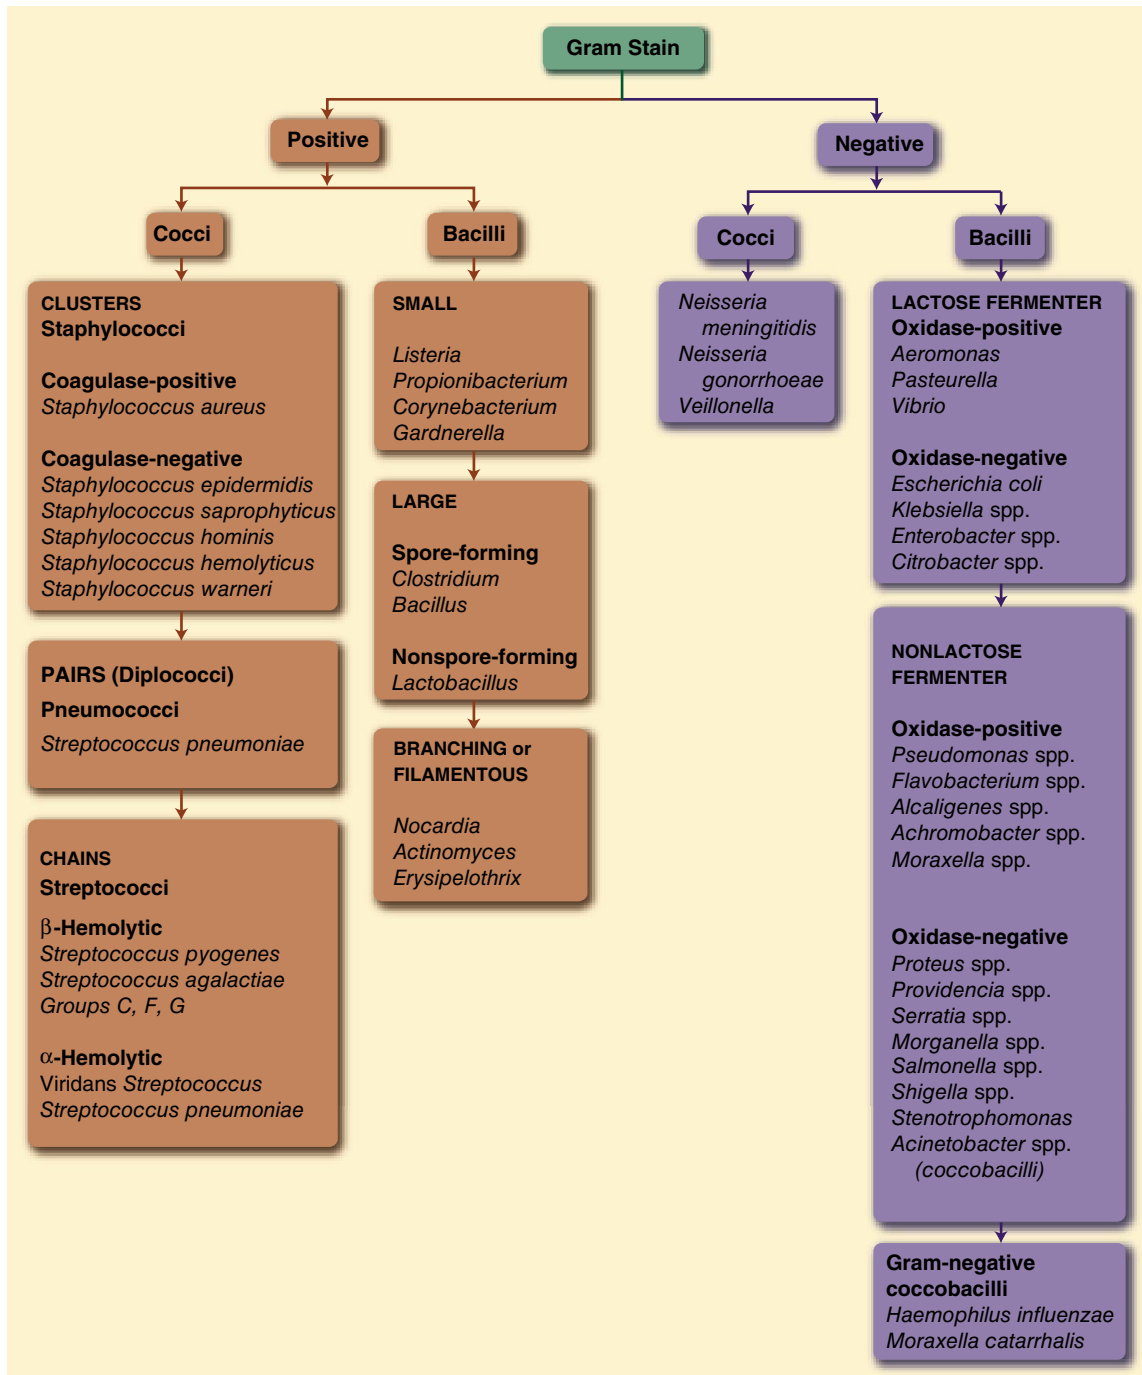 Gram Stain
Positive
Negative
Cocci
Bacilli
Cocci
Bacilli
CLUSTERS
Staphylococci
Coagulase-positive
Staphylococcus aureus
Coagulase-negative
Staphylococcus epidermidis
Staphylococcus saprophyticus
Staphylococcus hominis
Staphylococcus hemolyticus
Staphylococcus warneri
PAIRS (Diplococci)
Pneumococci
Streptococcus pneumoniae
CHAINS
Streptococci
β-Hemolytic
Streptococcus pyogenes
Streptococcus agalactiae
Groups C, F, G
α-Hemolytic
Viridans Streptococcus
Streptococcus pneumoniae
SMALL
Listeria
Propionibacterium
Corynebacterium
Gardnerella
LARGE
Spore-forming
Clostridium
Bacillus
Nonspore-forming
Lactobacillus
BRANCHING or
FILAMENTOUS
Nocardia
Actinomyces
Erysipelothrix
Neisseria
meningitidis
Neisseria
gonorrhoeae
Veillonella
LACTOSE FERMENTER
Oxidase-positive
Aeromonas
Pasteurella
Vibrio
Oxidase-negative
Escherichia coli
Klebsiella spp.
Enterobacter spp.
Citrobacter spp.
NONLACTOSE
FERMENTER
Oxidase-positive
Pseudomonas spp.
Flavobacterium spp.
Alcaligenes spp.
Achromobacter spp.
Moraxella spp.
Oxidase-negative
Proteus spp.
Providencia spp.
Serratia spp.
Morganella spp.
Salmonella spp.
Shigella spp.
Stenotrophomonas
Acinetobacter spp.
(coccobacilli)
Gram-negative
coccobacilli
Haemophilus influenzae
Moraxella catarrhalis